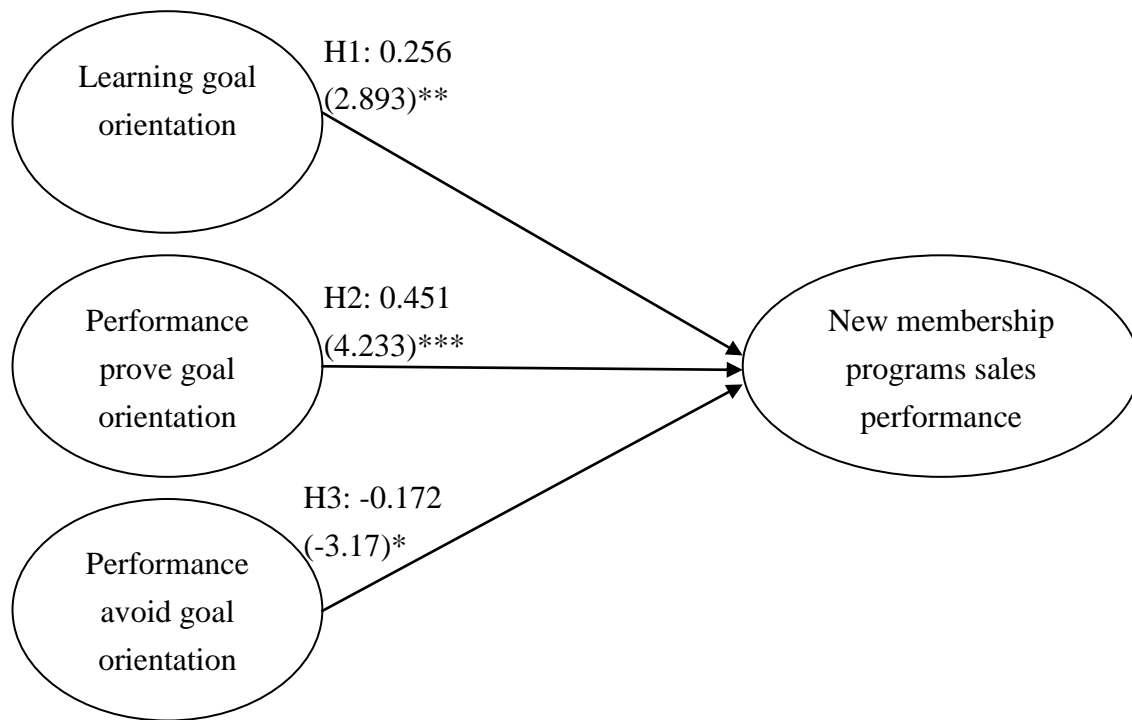 Learning goal
orientation
H1: 0.256
(2.893)**
Performance
prove goal
orientation
H2: 0.451
(4.233)***
New membership
programs sales
performance
H3: -0.172
(-3.17)*
Performance
avoid goal
orientation